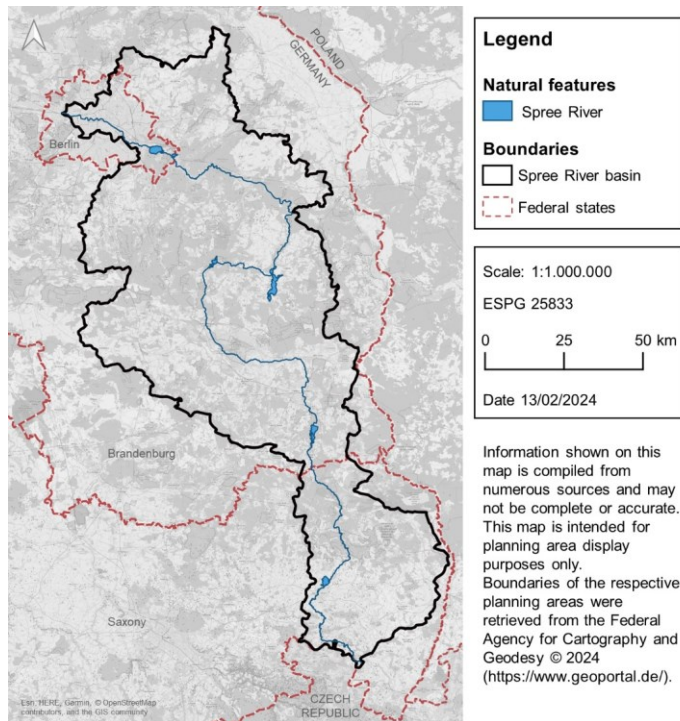 POLAND
GERMANY
Berlin
Brandenburg
Saxony
CZECH
REPUBLIC
Esri, HERE, Garmin, © OpenStreetMap
contributors, and the GIS community
Legend
Natural features
Spree River
Boundaries
Spree River basin
Federal states
Scale: 1:1.000.000
ESPG 25833
0 25 50 km
Date 13/02/2024
Information shown on this
map is compiled from
numerous sources and may
not be complete or accurate.
This map is intended for
planning area display
purposes only.
Boundaries of the respective
planning areas were
retrieved from the Federal
Agency for Cartography and
Geodesy © 2024
(https://www.geoportal.de/).